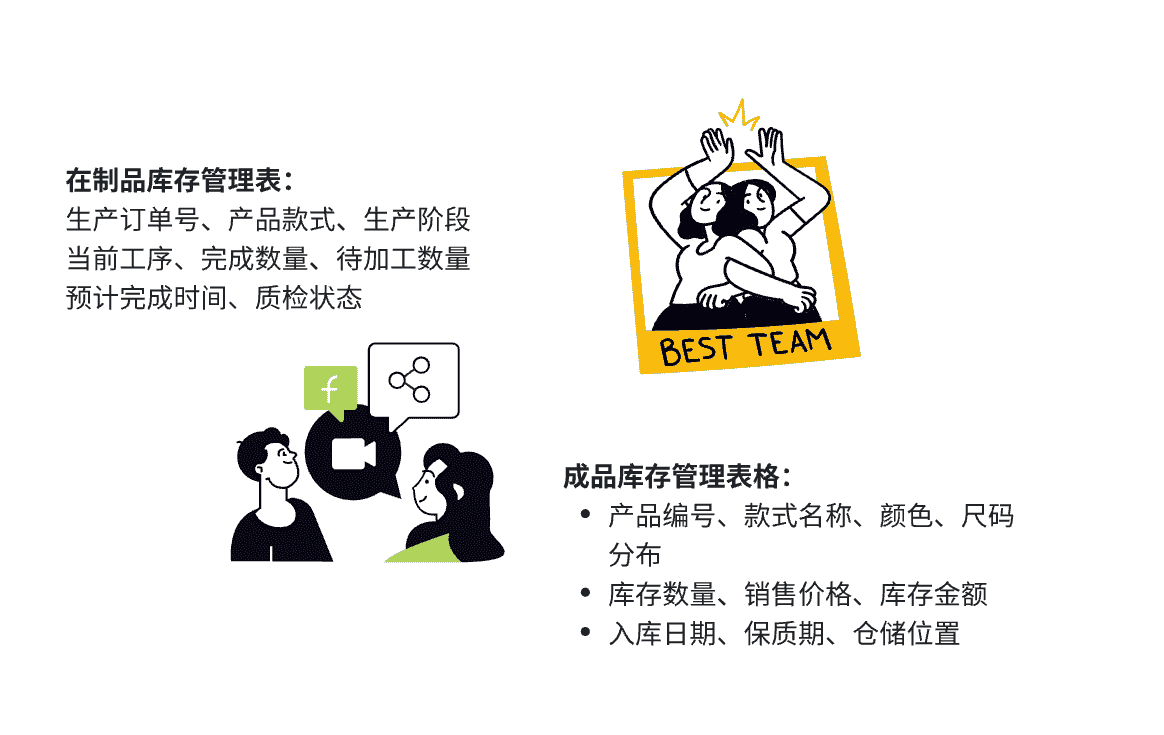 在制品库存管理表：
生产订单号、产品款式、生产阶段
当前工序、完成数量、待加工数量
预计完成时间、质检状态
BEST TEAM
f
成品库存管理表格：
• 产品编号、款式名称、颜色、尺码
分布
• 库存数量、销售价格、库存金额
• 入库日期、保质期、仓储位置